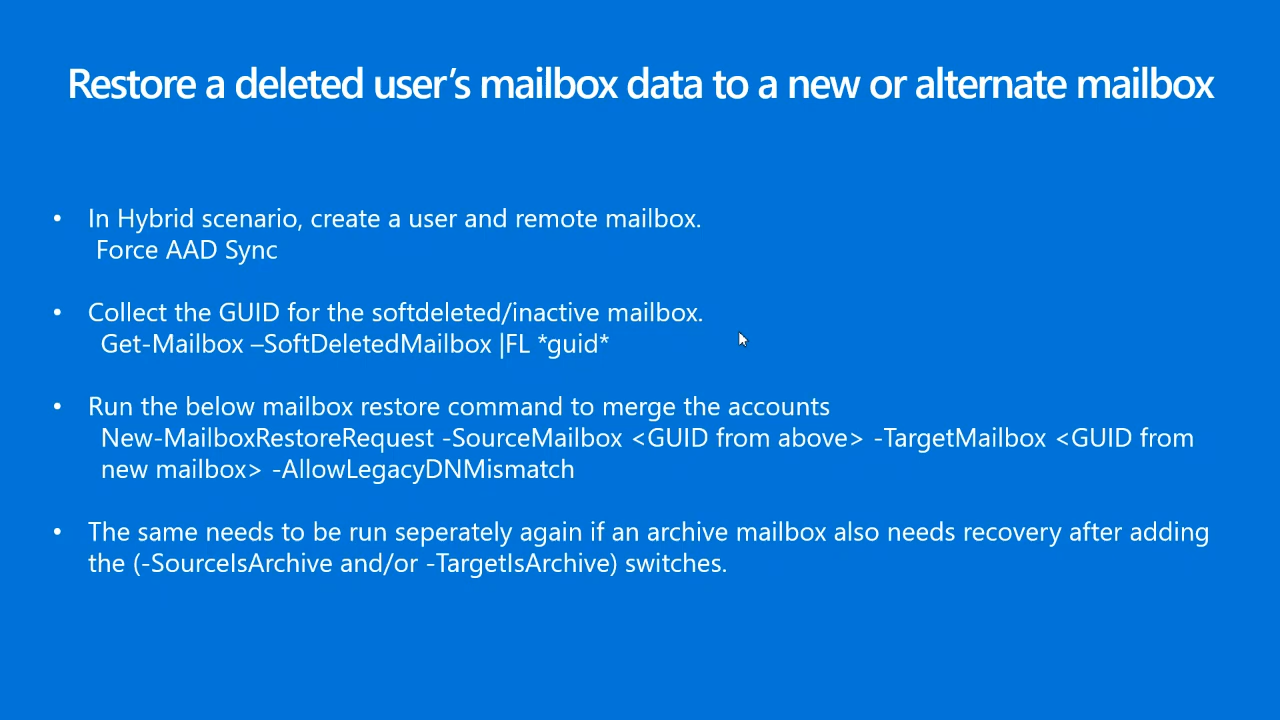 Restore a deleted user’s mailbox data to a new or alternate mailbox
• In Hybrid scenario, create a user and remote mailbox.
Force AAD Sync
• Collect the GUID for the softdeleted/inactive mailbox.
Get-Mailbox –SoftDeletedMailbox |FL *guid*
• Run the below mailbox restore command to merge the accounts
New-MailboxRestoreRequest -SourceMailbox <GUID from above> -TargetMailbox <GUID from
new mailbox> -AllowLegacyDNMismatch
• The same needs to be run seperately again if an archive mailbox also needs recovery after adding
the (-SourceIsArchive and/or -TargetIsArchive) switches.